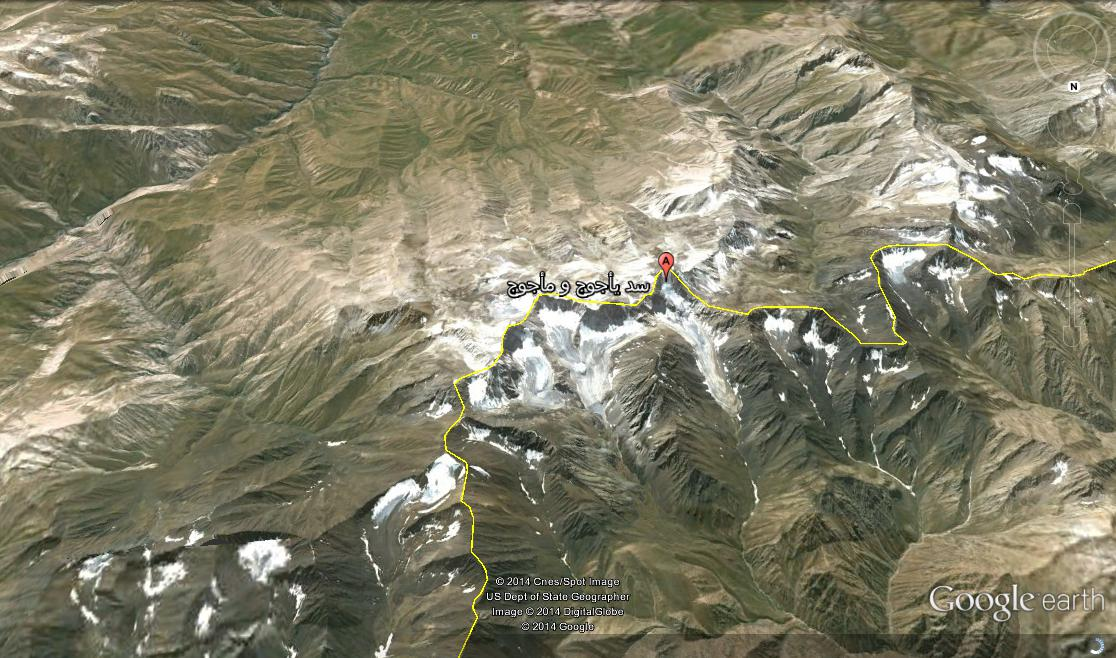 N
A
سد يأجوج و مأجوج
© 2014 Cnes/Spot Image
US Dept of State Geographer
Image © 2014 DigitalGlobe
© 2014 Google
Google earth